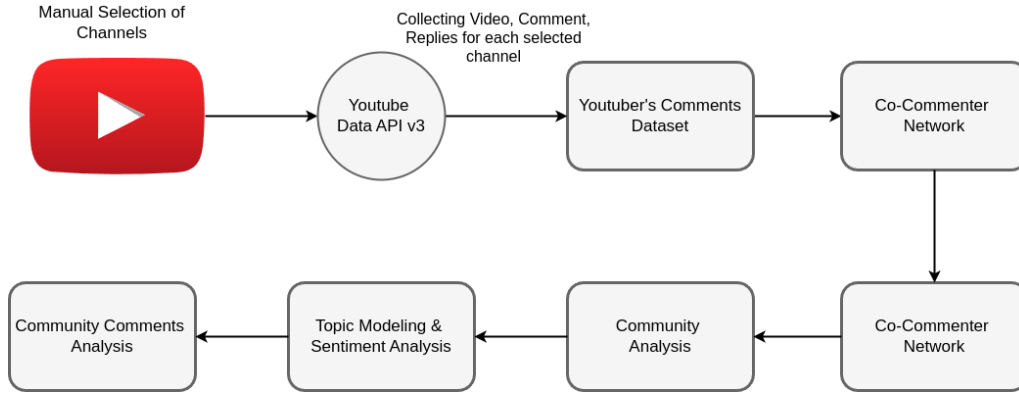 Manual Selection of
Channels
Collecting Video, Comment,
Replies for each selected
channel
Youtube
Data API v3
Youtuber's Comments
Dataset
Co-Commenter
Network
Co-Commenter
Network
Community
Analysis
Topic Modeling &
Sentiment Analysis
Community Comments
Analysis